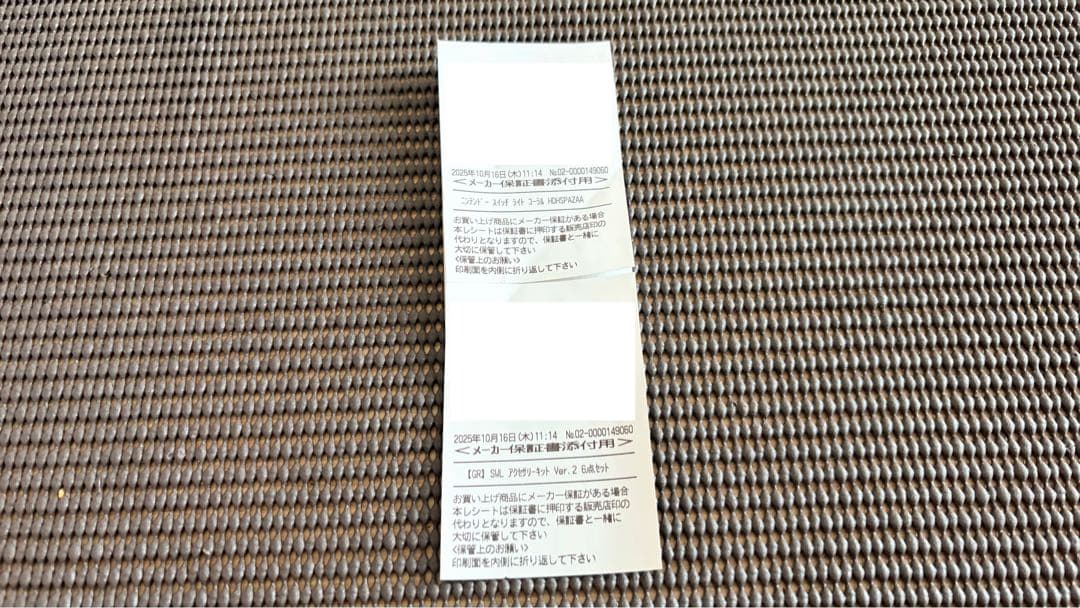 2025年10月16日(木)11:14 №02-0000149060
<メーカー保証書添付用>
ニンテンドー スイッチ ライト コーラル HDHSPAZAA
お買い上げ商品にメーカー保証がある場合
本レシートは保証書に押印する販売店印の
代わりとなりますので、保証書と一緒に
大切に保管して下さい
<保管上のお願い>
印刷面を内側に折り返して下さい
2025年10月16日(木)11:14 №02-0000149060
<メーカー保証書添付用>
【GR】SWL アクセサリーキット Ver.2 6点セット
お買い上げ商品にメーカー保証がある場合
本レシートは保証書に押印する販売店印の
代わりとなりますので、保証書と一緒に
大切に保管して下さい
<保管上のお願い>
印刷面を内側に折り返して下さい